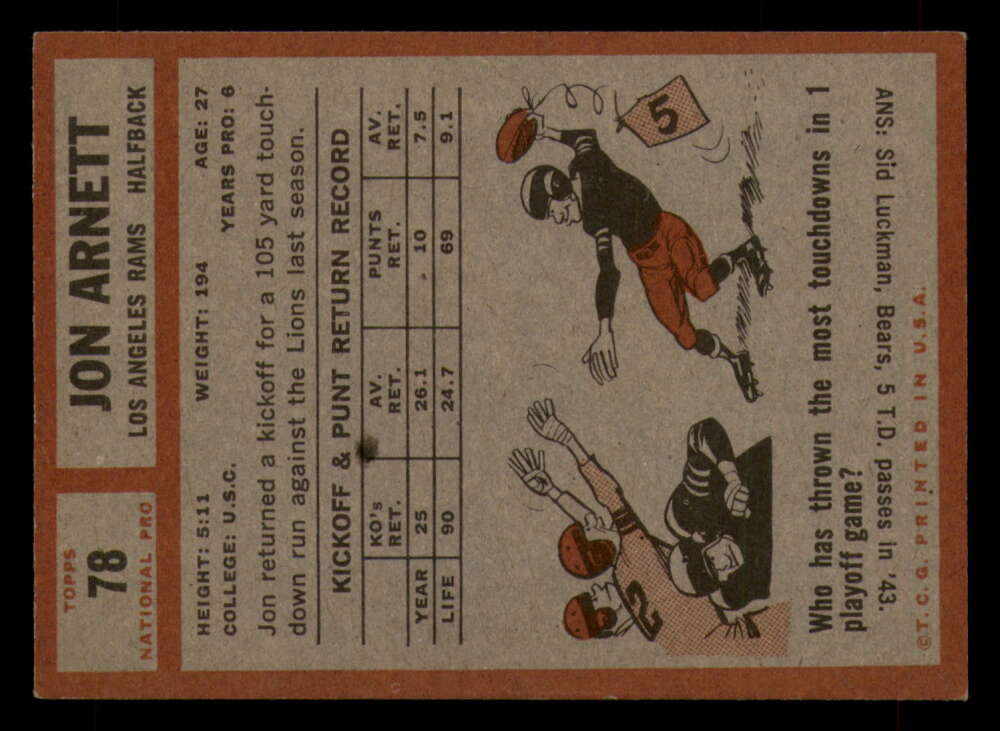 TOPPS
78
NATIONAL PRO
JON ARNETT
LOS ANGELES RAMS HALFBACK
HEIGHT: 5:11 WEIGHT: 194 AGE: 27
COLLEGE: U.S.C. YEARS PRO: 6
Jon returned a kickoff for a 105 yard touch-
down run against the Lions last season.
KICKOFF & PUNT RETURN RECORD
KO's RET. AV. RET. PUNTS RET. AV. RET.
YEAR 25 26.1 10 7.5
LIFE 90 24.7 69 9.1
5
2
Who has thrown the most touchdowns in 1
playoff game?
ANS: Sid Luckman, Bears, 5 T.D. passes in '43.
©T.C.G. PRINTED IN U.S.A.